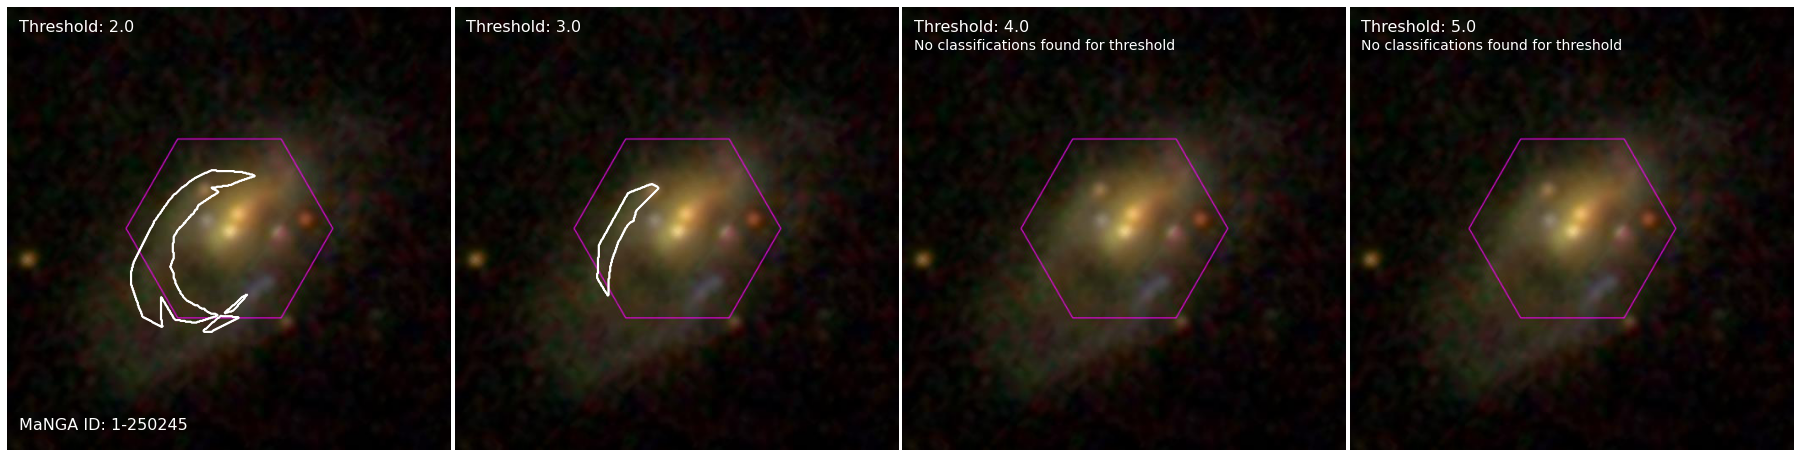 Threshold: 2.0
MaNGA ID: 1-250245
Threshold: 3.0
Threshold: 4.0
No classifications found for threshold
Threshold: 5.0
No classifications found for threshold